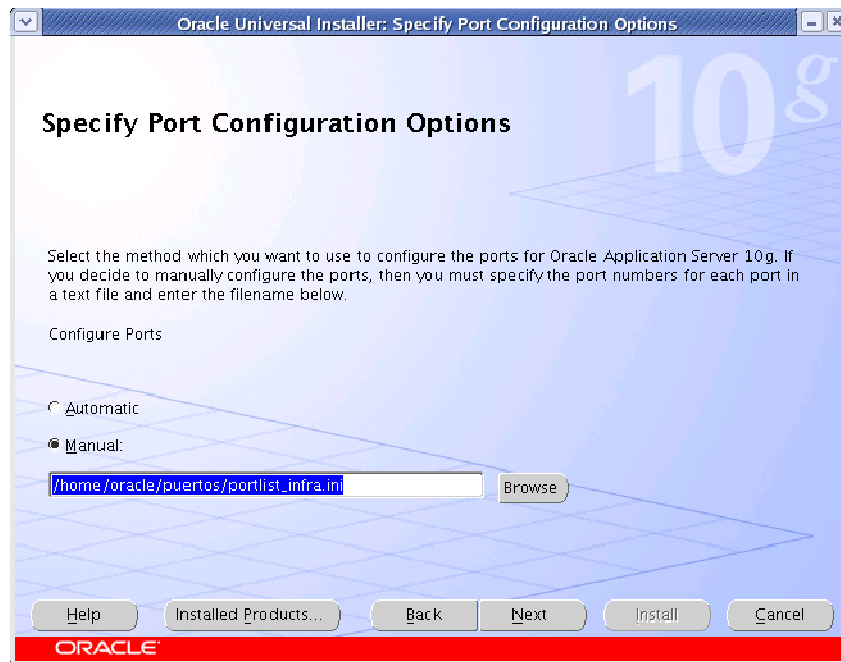 Oracle Universal Installer: Specify Port Configuration Options
10g
Specify Port Configuration Options
Select the method which you want to use to configure the ports for Oracle Application Server 10g. If
you decide to manually configure the ports, then you must specify the port numbers for each port in
a text file and enter the filename below.
Configure Ports
Automatic
Manual:
/home/oracle/puertos/portlist_infra.ini
Browse
Help
Installed Products...
Back
Next
Install
Cancel
ORACLE